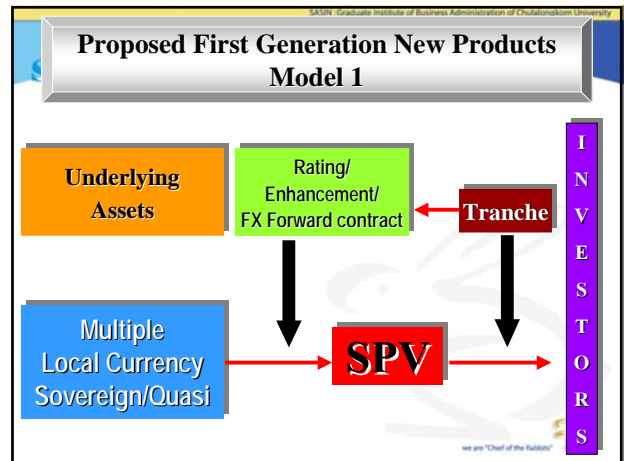 SASIN : Graduate Institute of Business Administration of Chulalongkorn University
Proposed First Generation New Products
Model 1
Underlying
Assets
Rating/
Enhancement/
FX Forward contract
Tranche
I
N
V
E
S
T
O
R
S
Multiple
Local Currency
Sovereign/Quasi
SPV
we are "Chief of the Rabbits"